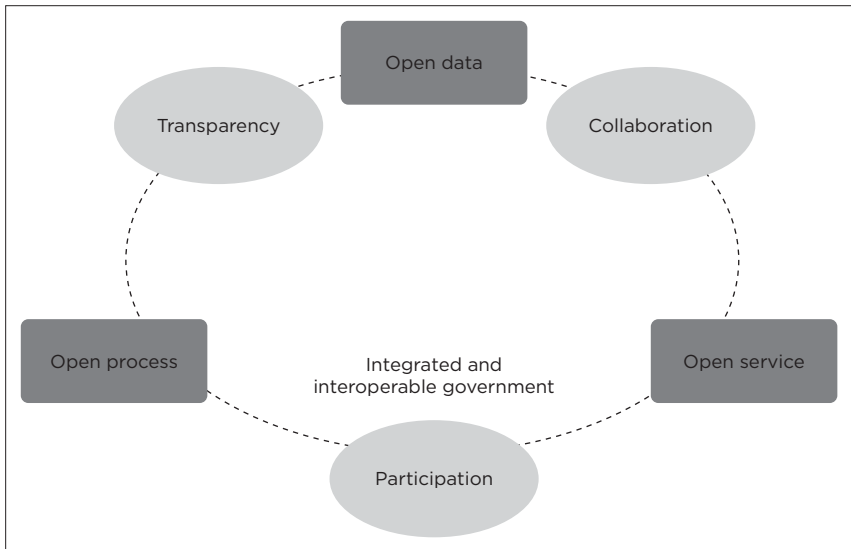 Open data
Transparency
Collaboration
Open process
Open service
Integrated and
interoperable government
Participation